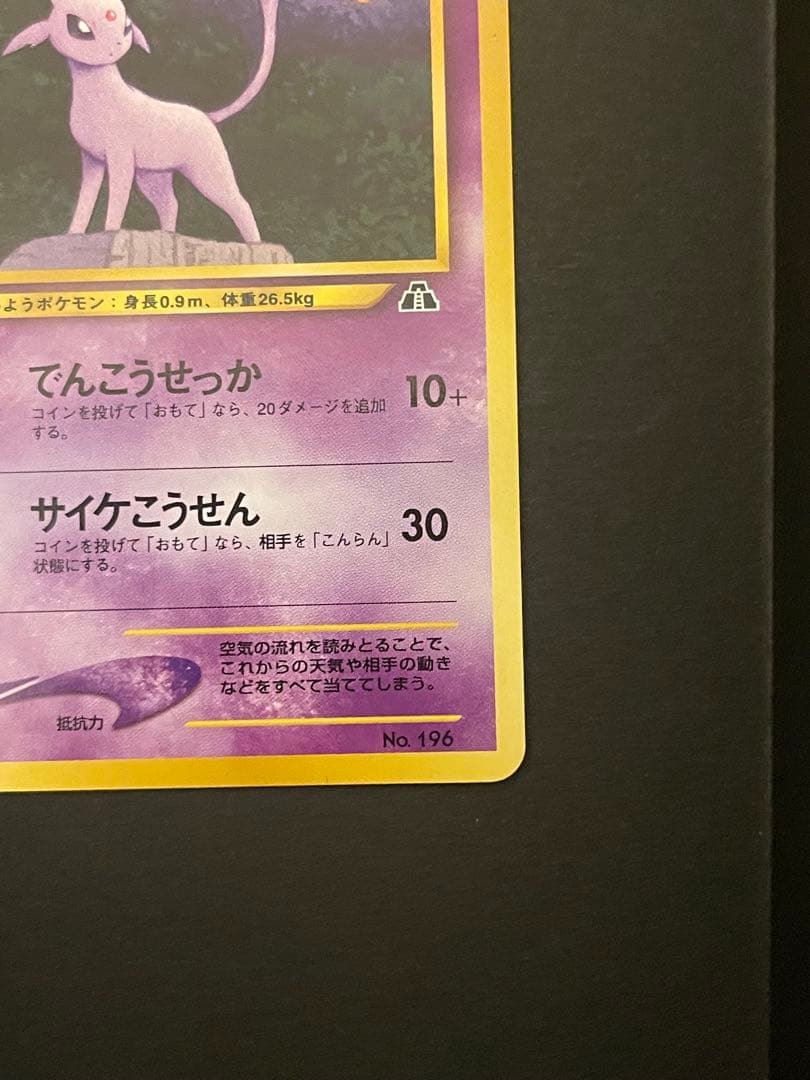 ようポケモン：身長0.9m、体重26.5kg
でんこうせっか 10+
コインを投げて「おもて」なら、20ダメージを追加
する。
サイケこうせん 30
コインを投げて「おもて」なら、相手を「こんらん」
状態にする。
空気の流れを読みとることで、
これからの天気や相手の動き
などをすべて当ててしまう。
抵抗力
No. 196